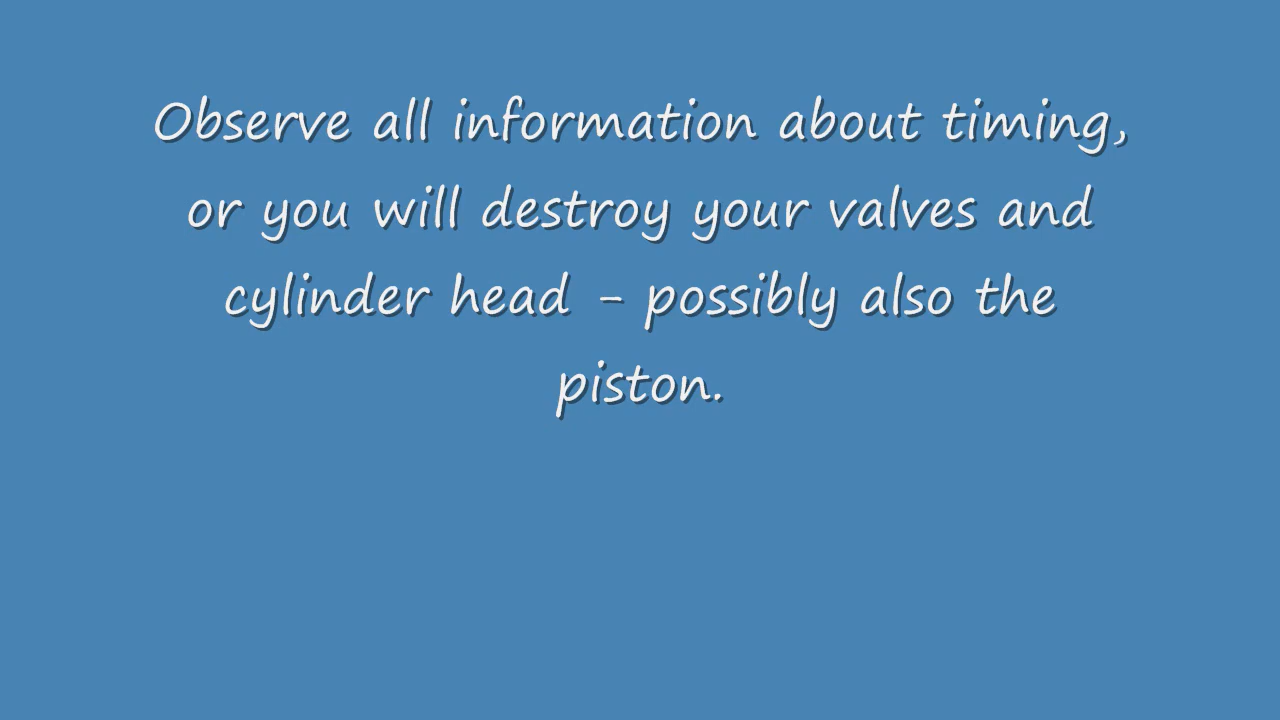 Observe all information about timing,
or you will destroy your valves and
cylinder head - possibly also the
piston.